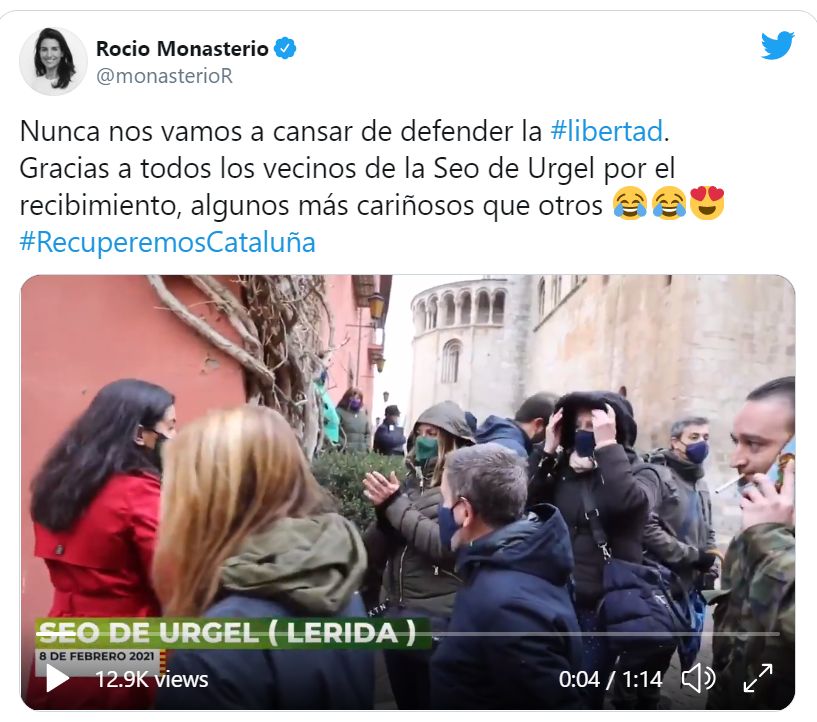 Rocio Monasterio
@monasterioR
Nunca nos vamos a cansar de defender la #libertad.
Gracias a todos los vecinos de la Seo de Urgel por el
recibimiento, algunos más cariñosos que otros 😂😂😍
#RecuperemosCataluña
SEO DE URGEL ( LERIDA )
8 DE FEBRERO 2021
12.9K views
0:04 / 1:14